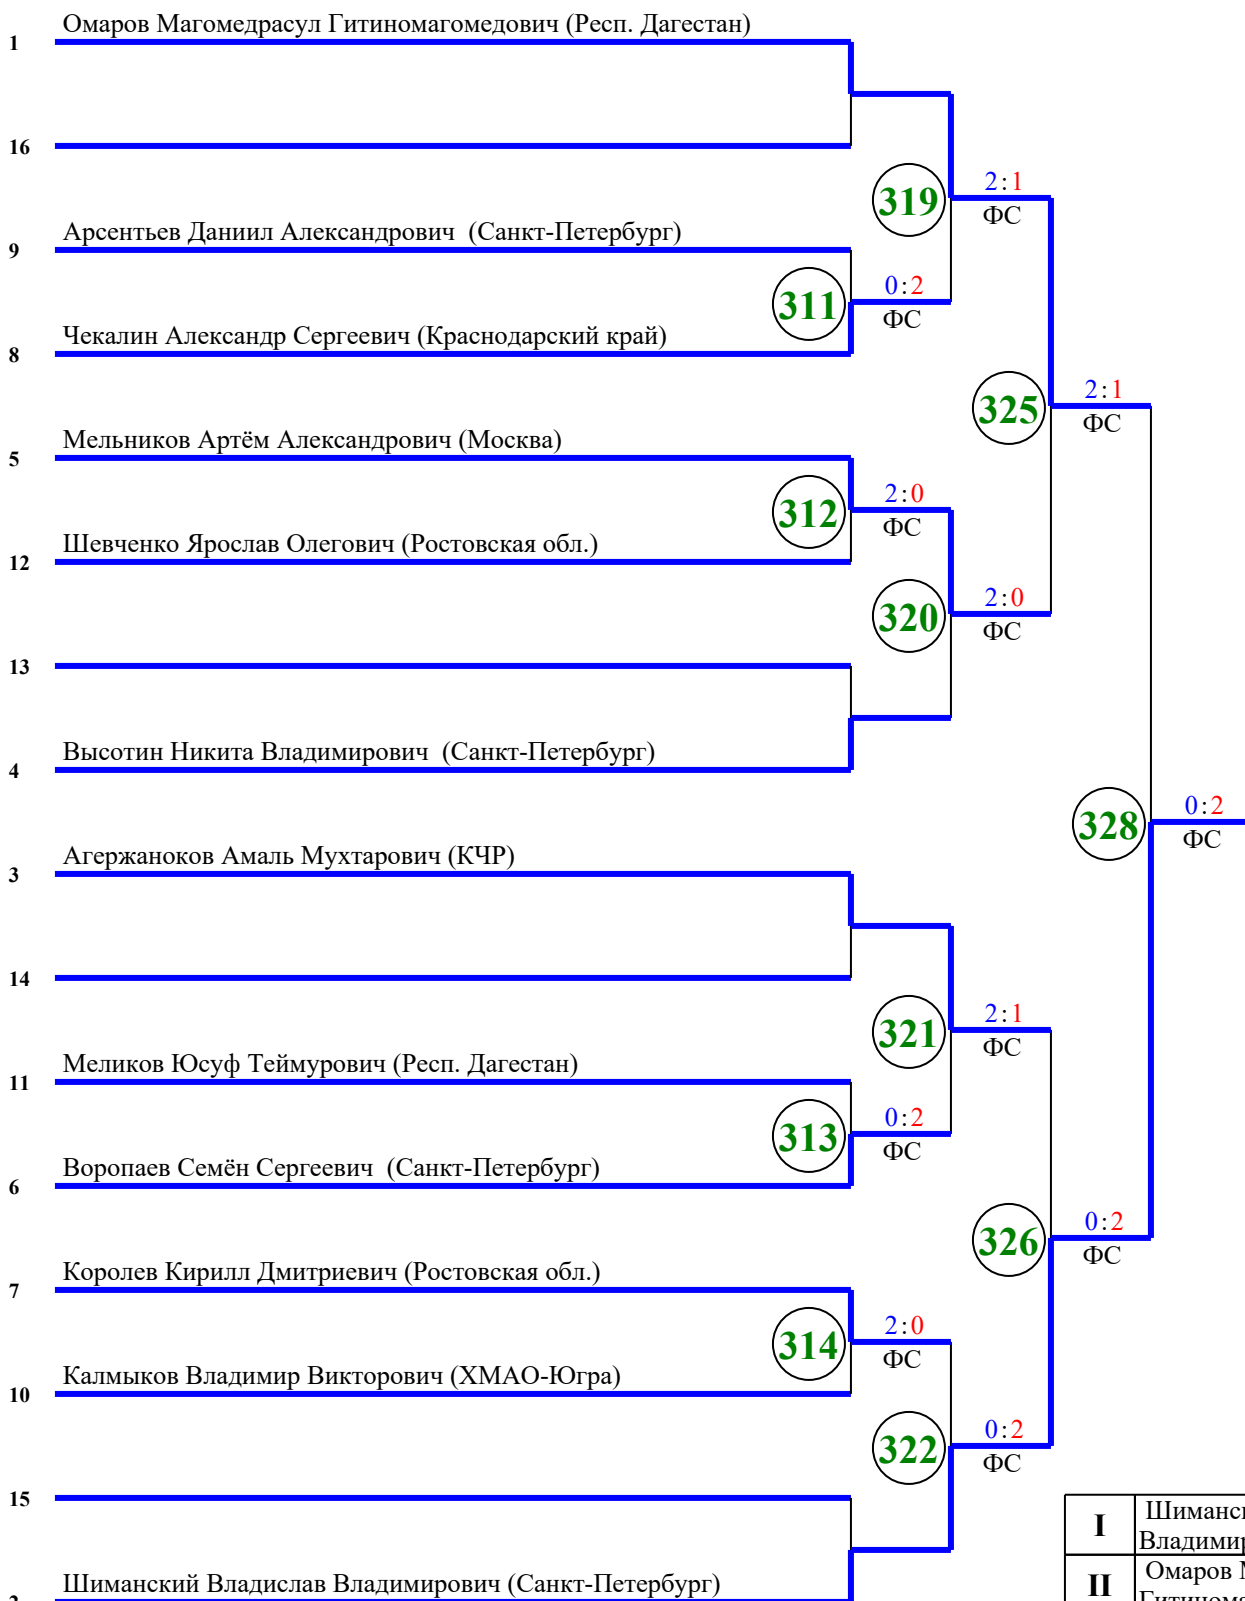 Омаров Магомедрасул Гитиномагомедович (Респ. Дагестан)
1
16
319
2:1
ФС
Арсентьев Даниил Александрович (Санкт-Петербург)
9
311
0:2
ФС
Чекалин Александр Сергеевич (Краснодарский край)
8
325
2:1
ФС
Мельников Артём Александрович (Москва)
5
312
2:0
ФС
Шевченко Ярослав Олегович (Ростовская обл.)
12
320
2:0
ФС
13
Высотин Никита Владимирович (Санкт-Петербург)
4
328
0:2
ФС
Агержаноков Амаль Мухтарович (КЧР)
3
14
321
2:1
ФС
Меликов Юсуф Теймурович (Респ. Дагестан)
11
313
0:2
ФС
Воропаев Семён Сергеевич (Санкт-Петербург)
6
326
0:2
ФС
Королев Кирилл Дмитриевич (Ростовская обл.)
7
314
2:0
ФС
Калмыков Владимир Викторович (ХМАО-Югра)
10
322
0:2
ФС
15
Шиманский Владислав Владимирович (Санкт-Петербург)
I
Владимир
II
Омаров